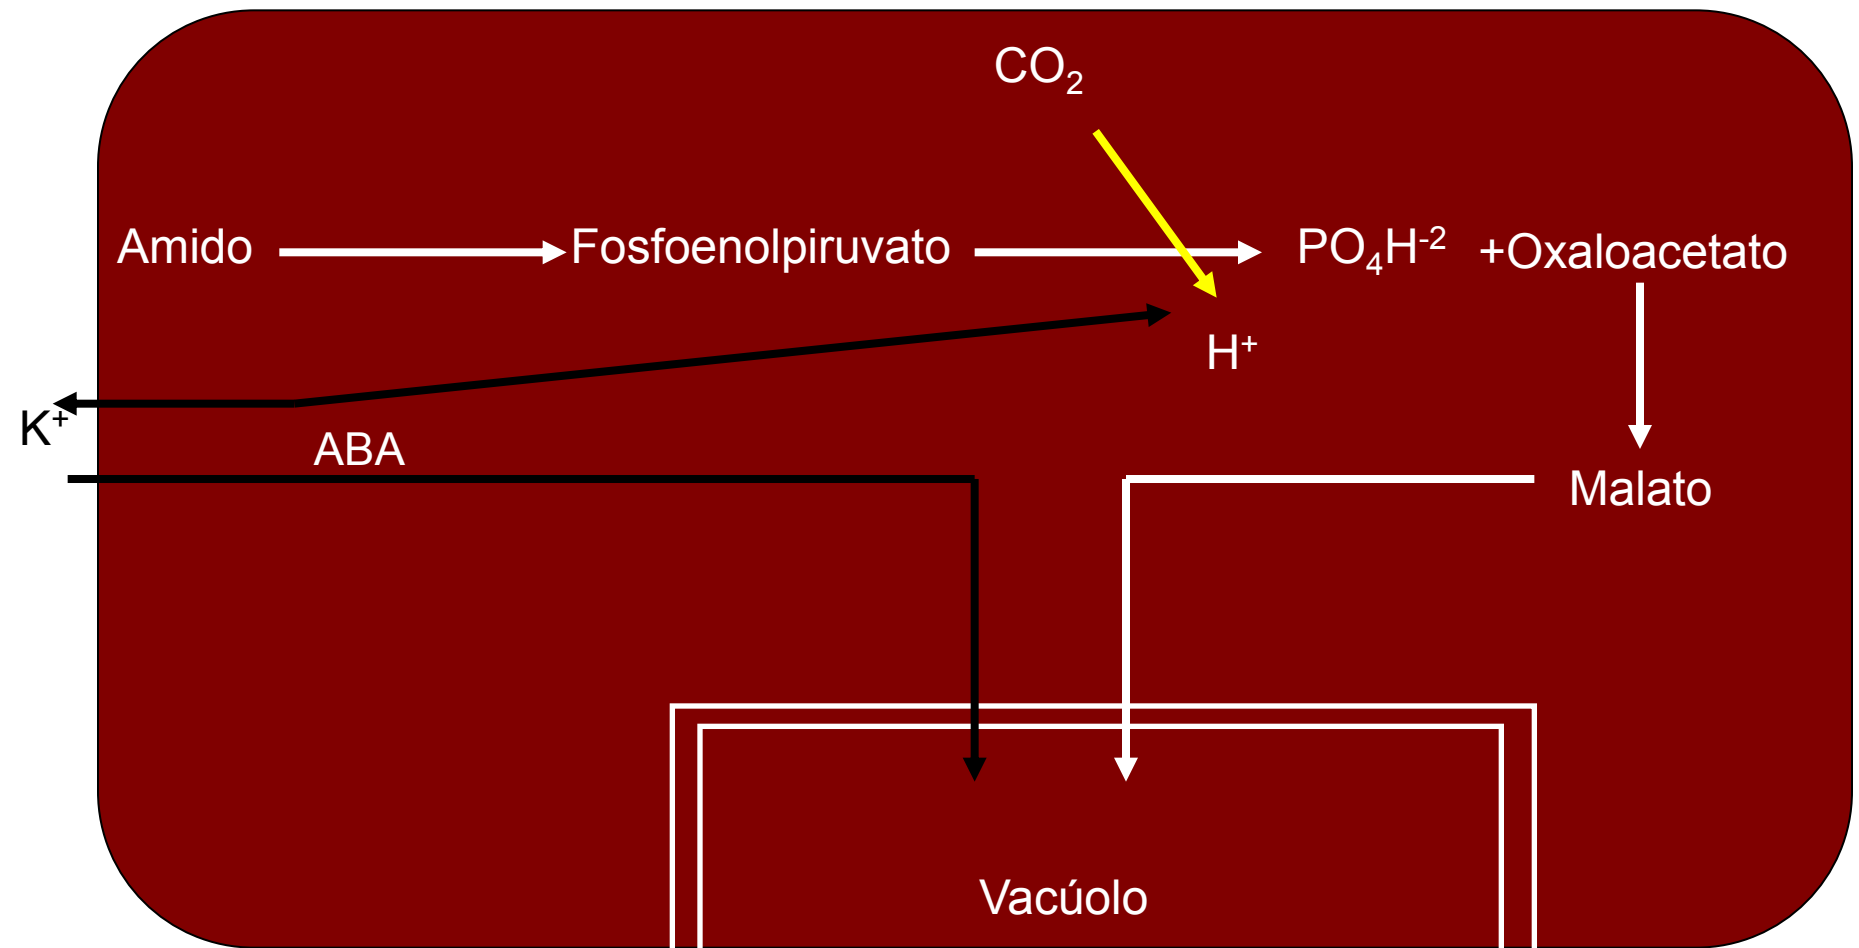 CO₂
Amido
Fosfoenolpiruvato
PO₄H⁻² +Oxaloacetato
H⁺
K⁺
ABA
Malato
Vacúolo